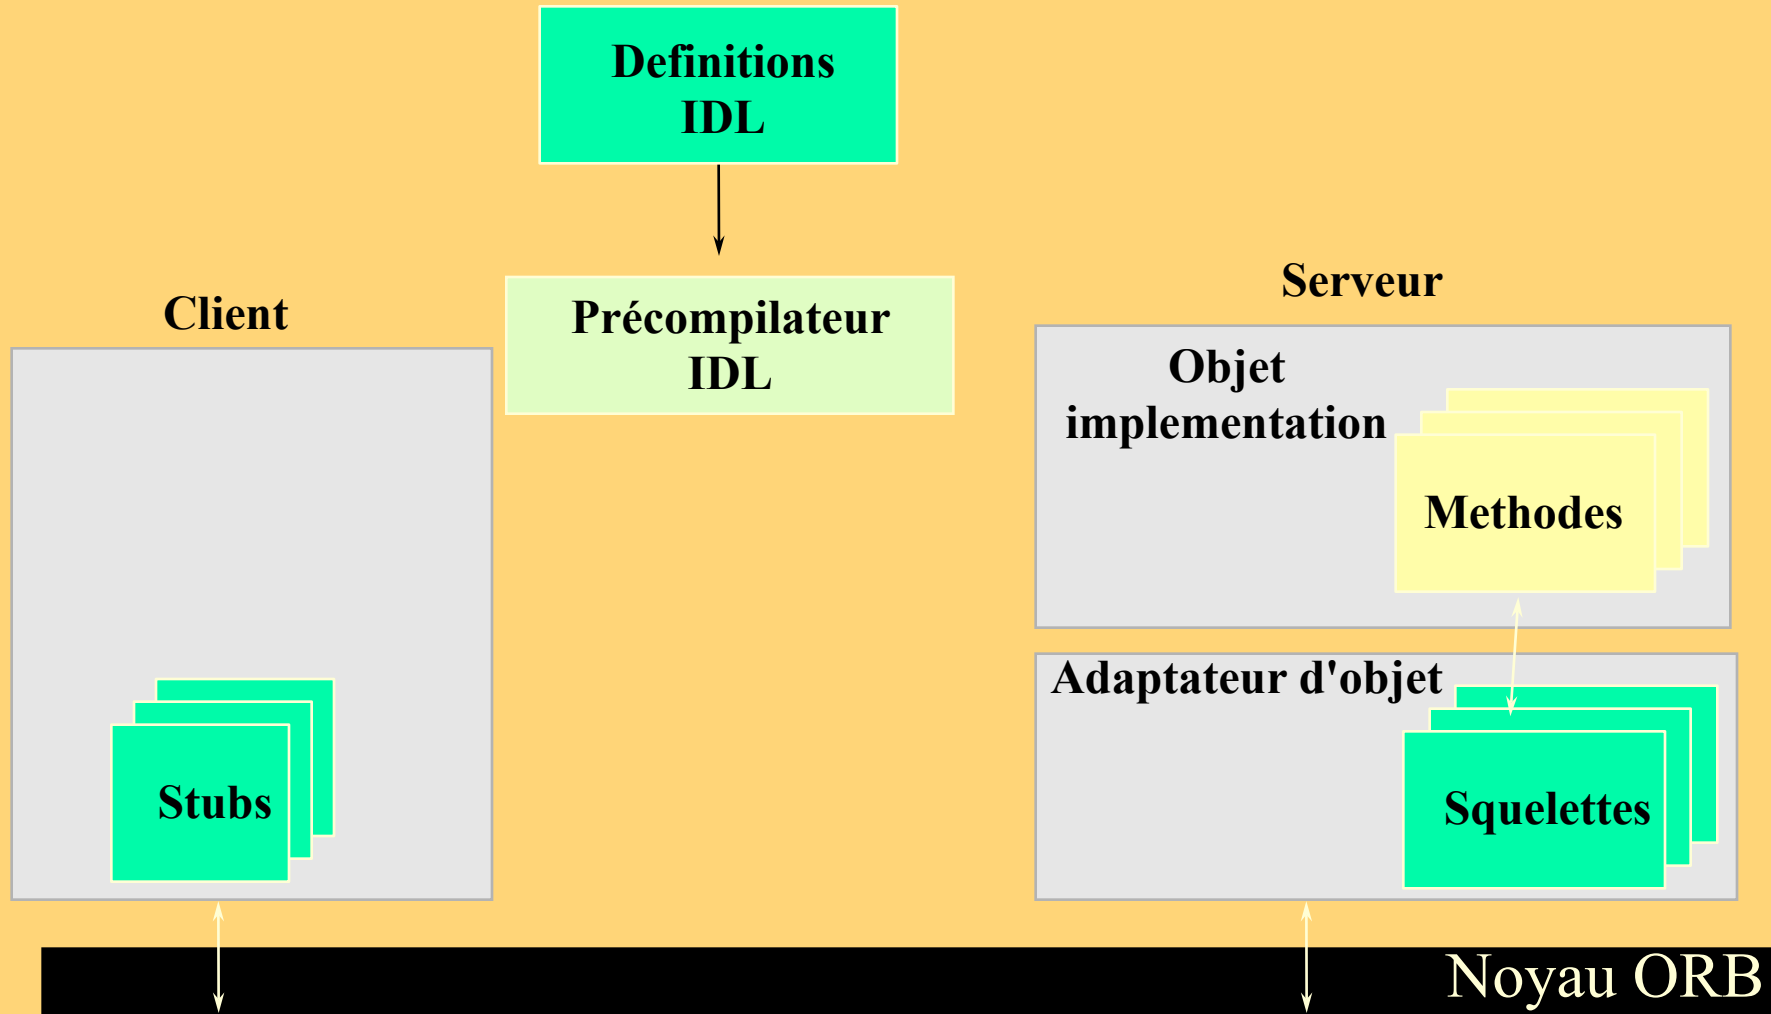 Definitions
IDL
Précompilateur
IDL
Client
Serveur
Objet
implementation
Methodes
Adaptateur d'objet
Stubs
Squelettes
Noyau ORB